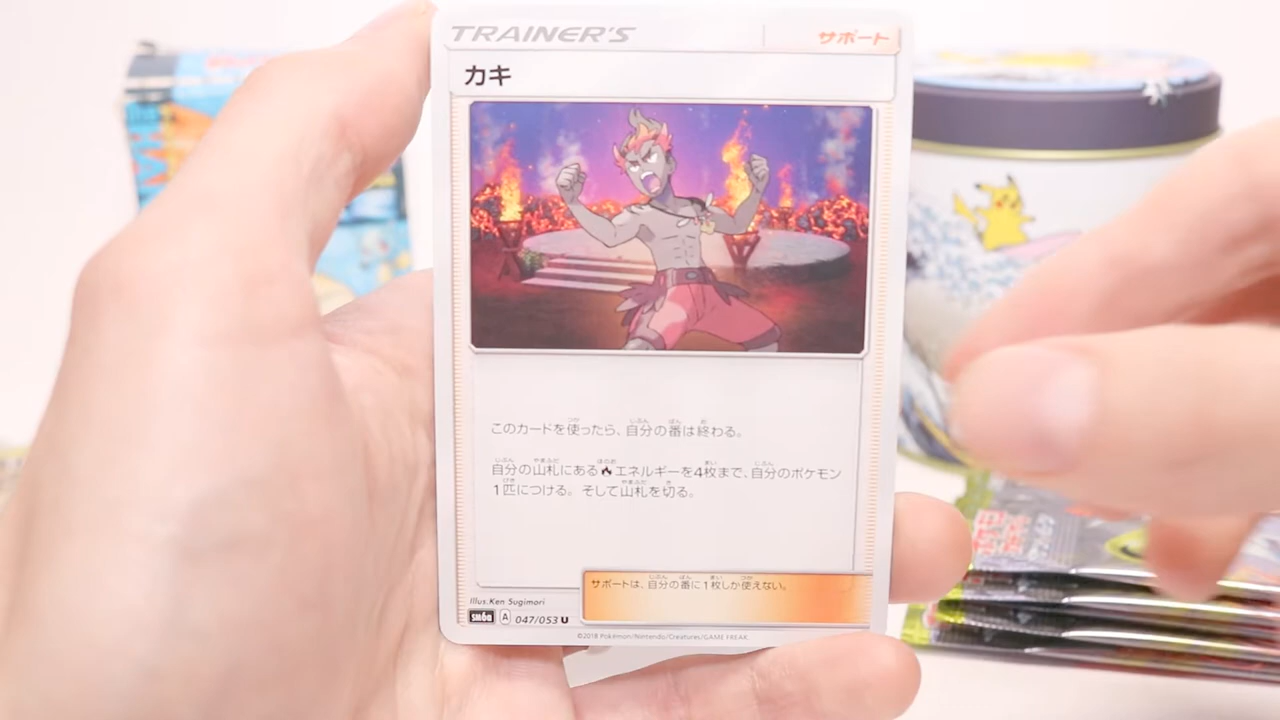 TRAINER'S
サポート
カキ
このカードを使ったら、自分の番は終わる。
自分の山札にある🔥エネルギーを4枚まで、自分のポケモン
1匹につける。そして山札を切る。
サポートは、自分の番に1枚しか使えない。
Illus.Ken Sugimori
SM6a A 047/053 U
©2018 Pokémon/Nintendo/Creatures/GAME FREAK.